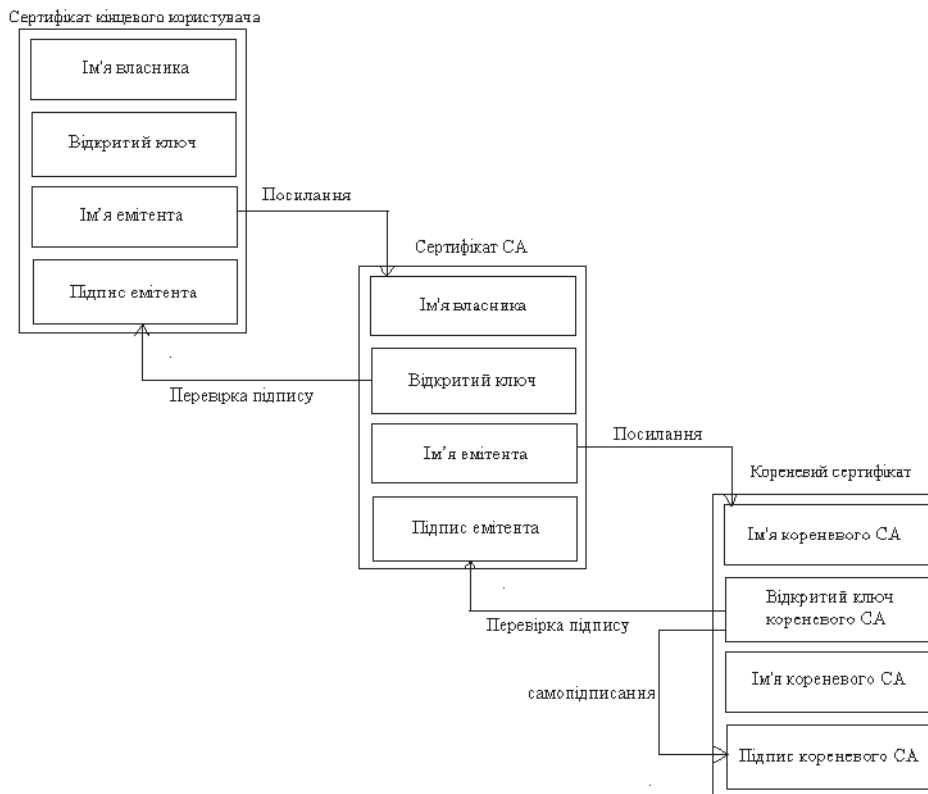 Сертифікат кінцевого користувача
Ім'я власника
Відкритий ключ
Ім'я емітента
Підпис емітента
Посилання
Перевірка підпису
Сертифікат CA
Ім'я власника
Відкритий ключ
Ім'я емітента
Підпис емітента
Посилання
Перевірка підпису
Кореневий сертифікат
Ім'я кореневого CA
Відкритий ключ
кореневого CA
Ім'я кореневого CA
Підпис кореневого CA
самопідписання